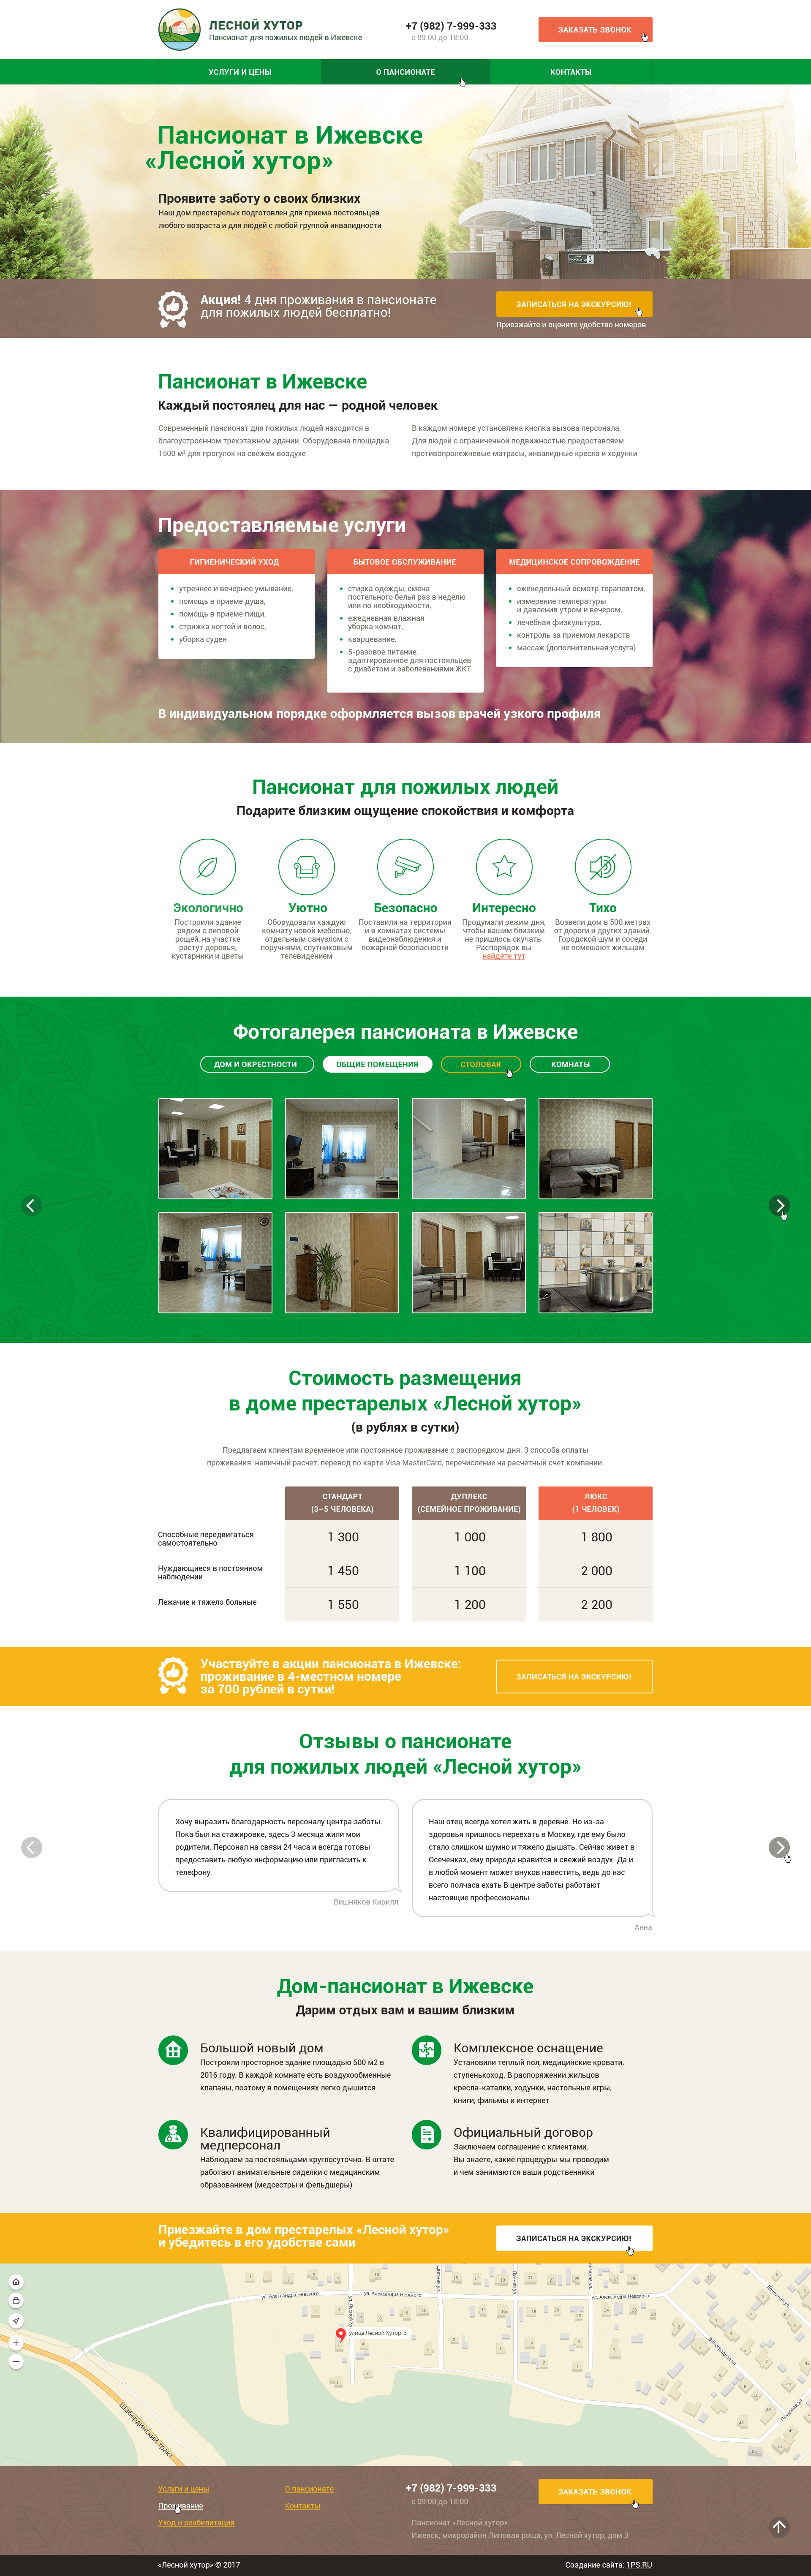 ЛЕСНОЙ ХУТОР
Пансионат для пожилых людей в Ижевске
+7 (982) 7-999-333
с 09:00 до 18:00
ЗАКАЗАТЬ ЗВОНОК
УСЛУГИ И ЦЕНЫ
О ПАНСИОНАТЕ
КОНТАКТЫ
Пансионат в Ижевске
«Лесной хутор»
Проявите заботу о своих близких
Наш дом престарелых подготовлен для приема постояльцев
любого возраста и для людей с любой группой инвалидности
Акция! 4 дня проживания в пансионате
для пожилых людей бесплатно!
ЗАПИСАТЬСЯ НА ЭКСКУРСИЮ!
Приезжайте и оцените удобство номеров
Пансионат в Ижевске
Каждый постоялец для нас — родной человек
Современный пансионат для пожилых людей находится в
благоустроенном трехэтажном здании. Оборудована площадка
1500 м² для прогулок на свежем воздухе
В каждом номере установлена кнопка вызова персонала.
Для людей с ограниченной подвижностью предоставляем
противопролежневые матрасы, инвалидные кресла и ходунки
Предоставляемые услуги
ГИГИЕНИЧЕСКИЙ УХОД
утреннее и вечернее умывание,
помощь в приеме душа,
помощь в приеме пищи,
стрижка ногтей и волос,
уборка суден
БЫТОВОЕ ОБСЛУЖИВАНИЕ
стирка одежды, смена
постельного белья раз в неделю
или по необходимости,
ежедневная влажная
уборка комнат,
кварцевание,
5-разовое питание,
адаптированное для постояльцев
с диабетом и заболеваниями ЖКТ
МЕДИЦИНСКОЕ СОПРОВОЖДЕНИЕ
еженедельный осмотр терапевтом,
измерение температуры
и давления утром и вечером,
лечебная физкультура,
контроль за приемом лекарств
массаж (дополнительная услуга)
В индивидуальном порядке оформляется вызов врачей узкого профиля
Пансионат для пожилых людей
Подарите близким ощущение спокойствия и комфорта
Экологично
Построили здание
рядом с липовой
рощей, на участке
растут деревья,
кустарники и цветы
Уютно
Оборудовали каждую
комнату новой мебелью,
отдельным санузлом с
поручнями, спутниковым
телевидением
Безопасно
Поставили на территории
и в комнатах системы
видеонаблюдения и
пожарной безопасности
Интересно
Продумали режим дня,
чтобы вашим близким
не пришлось скучать.
Распорядок вы
найдете тут
Тихо
Возвели дом в 500 метрах
от дороги и других зданий.
Городской шум и соседи
не помешают жильцам
Фотогалерея пансионата в Ижевске
ДОМ И ОКРЕСТНОСТИ
ОБЩИЕ ПОМЕЩЕНИЯ
СТОЛОВАЯ
КОМНАТЫ
Стоимость размещения
в доме престарелых «Лесной хутор»
(в рублях в сутки)
Предлагаем клиентам временное или постоянное проживание с распорядком дня. 3 способа оплаты
проживания: наличный расчет, перевод по карте Visa MasterCard, перечисление на расчетный счет компании.
СТАНДАРТ
(3–5 ЧЕЛОВЕКА)
ДУПЛЕКС
(СЕМЕЙНОЕ ПРОЖИВАНИЕ)
ЛЮКС
(1 ЧЕЛОВЕК)
Способные передвигаться
самостоятельно
1 300
1 000
1 800
Нуждающиеся в постоянном
наблюдении
1 450
1 100
2 000
Лежачие и тяжело больные
1 550
1 200
2 200
Участвуйте в акции пансионата в Ижевске:
проживание в 4-местном номере
за 700 рублей в сутки!
ЗАПИСАТЬСЯ НА ЭКСКУРСИЮ!
Отзывы о пансионате
для пожилых людей «Лесной хутор»
Хочу выразить благодарность персоналу центра заботы.
Пока был на стажировке, здесь 3 месяца жили мои
родители. Персонал на связи 24 часа и всегда готовы
предоставить любую информацию или пригласить к
телефону.
Вишняков Кирилл
Наш отец всегда хотел жить в деревне. Но из-за
здоровья пришлось переехать в Москву, где ему было
стало слишком шумно и тяжело дышать. Сейчас живет в
Осеченках, ему природа нравится и свежий воздух. Да и
в любой момент может внуков навестить, ведь до нас
всего полчаса ехать В центре заботы работают
настоящие профессионалы.
Анна
Дом-пансионат в Ижевске
Дарим отдых вам и вашим близким
Большой новый дом
Построили просторное здание площадью 500 м2 в
2016 году. В каждой комнате есть воздухообменные
клапаны, поэтому в помещениях легко дышится
Комплексное оснащение
Установили теплый пол, медицинские кровати,
ступенькоход. В распоряжении жильцов
кресла-каталки, ходунки, настольные игры,
книги, фильмы и интернет
Квалифицированный
медперсонал
Наблюдаем за постояльцами круглосуточно. В штате
работают внимательные сиделки с медицинским
образованием (медсестры и фельдшеры)
Официальный договор
Заключаем соглашение с клиентами.
Вы знаете, какие процедуры мы проводим
и чем занимаются ваши родственники
Приезжайте в дом престарелых «Лесной хутор»
и убедитесь в его удобстве сами
ЗАПИСАТЬСЯ НА ЭКСКУРСИЮ!
ул. Александра Невского
ул. Александра Невского
ул. Александра Невского
улица Лесной Хутор, 3
Шабердинский тракт
Услуги и цены
Проживание
Уход и реабилитация
О пансионате
Контакты
+7 (982) 7-999-333
с 09:00 до 18:00
ЗАКАЗАТЬ ЗВОНОК
Пансионат «Лесной хутор»
Ижевск, микрорайон Липовая роща, ул. Лесной хутор, дом 3
«Лесной хутор» © 2017
Создание сайта: 1PS.RU